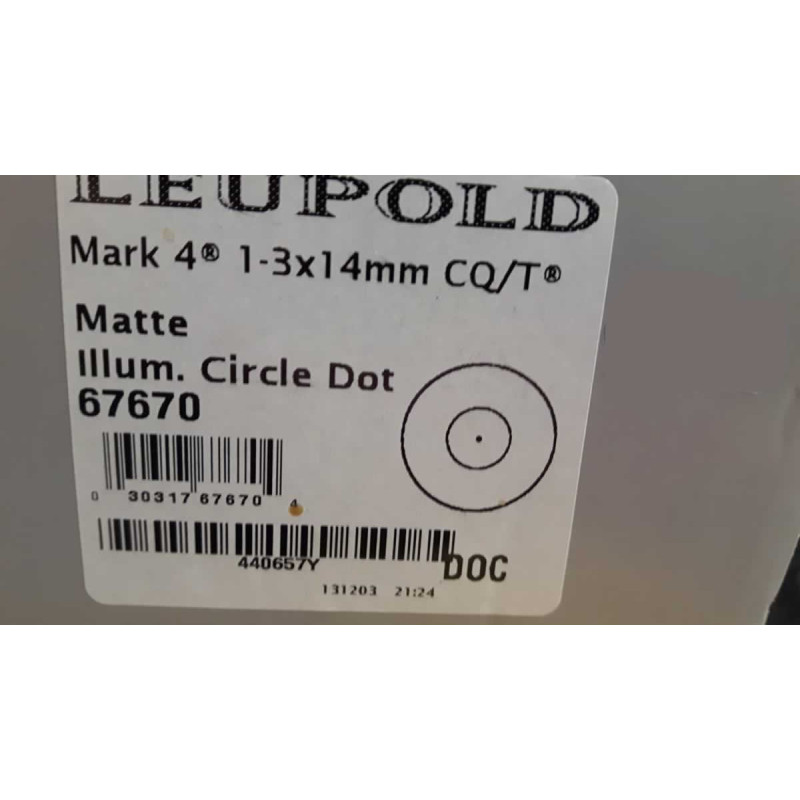 LEUPOLD
Mark 4® 1-3x14mm CQ/T®
Matte
Illum. Circle Dot
67670
0 30317 67670 4
440657Y
DOC
131203 21:24